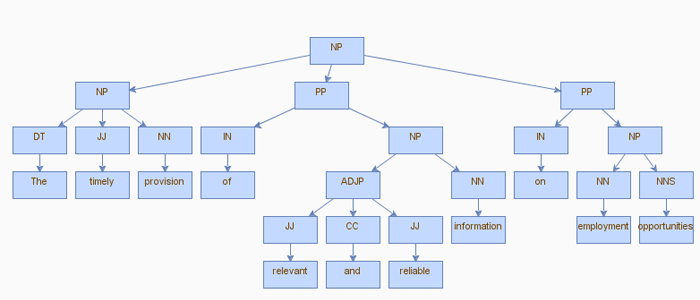 NP
NP PP PP
DT JJ NN IN NP IN NP
The timely provision of ADJP NN on NN NNS
JJ CC JJ information employment opportunities
relevant and reliable